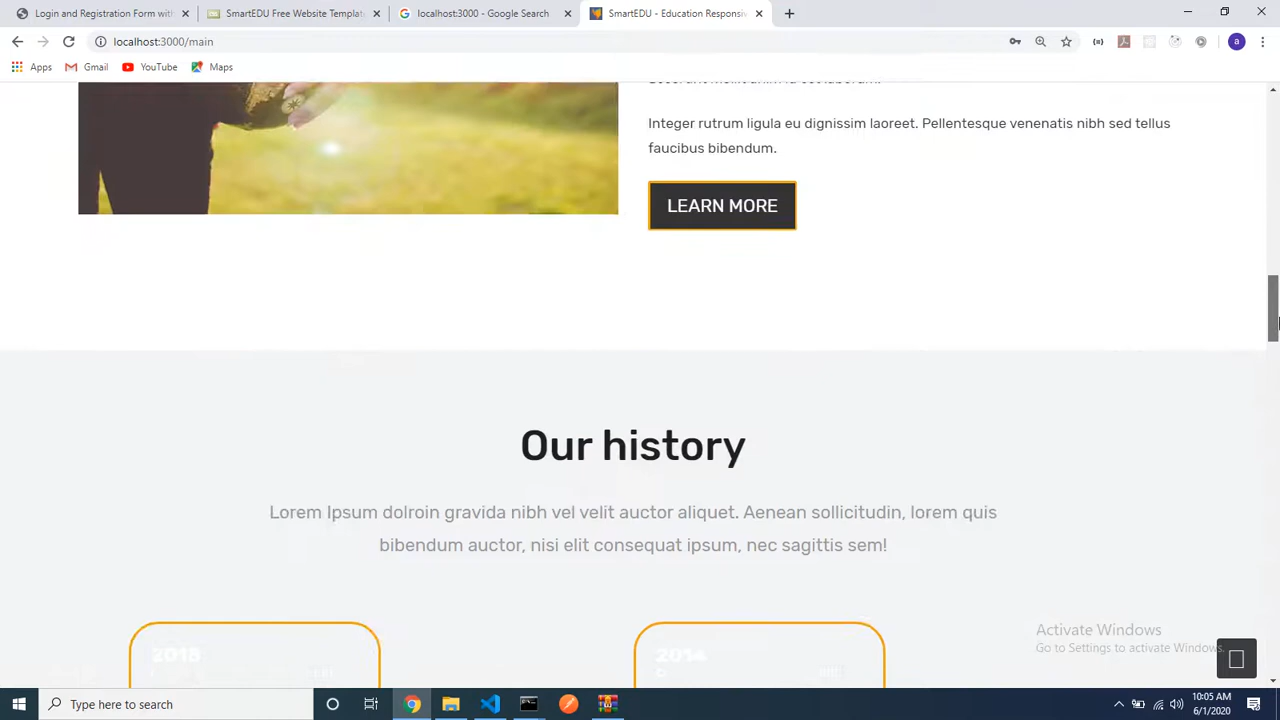 Login and Registration Form with
SmartEDU Free Website Templat
localhost:3000 - Google Search
SmartEDU - Education Responsi
localhost:3000/main
a
Apps
Gmail
YouTube
Maps
Integer rutrum ligula eu dignissim laoreet. Pellentesque venenatis nibh sed tellus
faucibus bibendum.
LEARN MORE
Our history
Lorem Ipsum dolroin gravida nibh vel velit auctor aliquet. Aenean sollicitudin, lorem quis
bibendum auctor, nisi elit consequat ipsum, nec sagittis sem!
2018
2014
Activate Windows
Go to Settings to activate Windows.
Type here to search
10:05 AM
6/1/2020